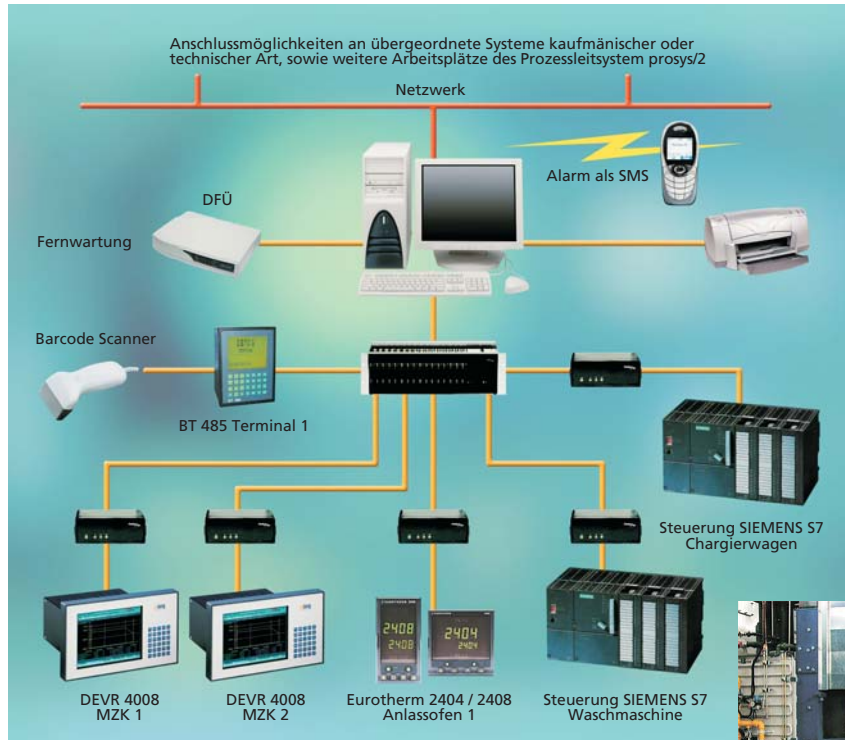 Anschlussmöglichkeiten an übergeordnete Systeme kaufmänischer oder
technischer Art, sowie weitere Arbeitsplätze des Prozessleitsystem prosys/2
Netzwerk
Alarm als SMS
DFÜ
Fernwartung
Barcode Scanner
BT 485 Terminal 1
Steuerung SIEMENS S7
Chargierwagen
2408
2408
2404
2404
DEVR 4008
MZK 1
DEVR 4008
MZK 2
Eurotherm 2404 / 2408
Anlassofen 1
Steuerung SIEMENS S7
Waschmaschine